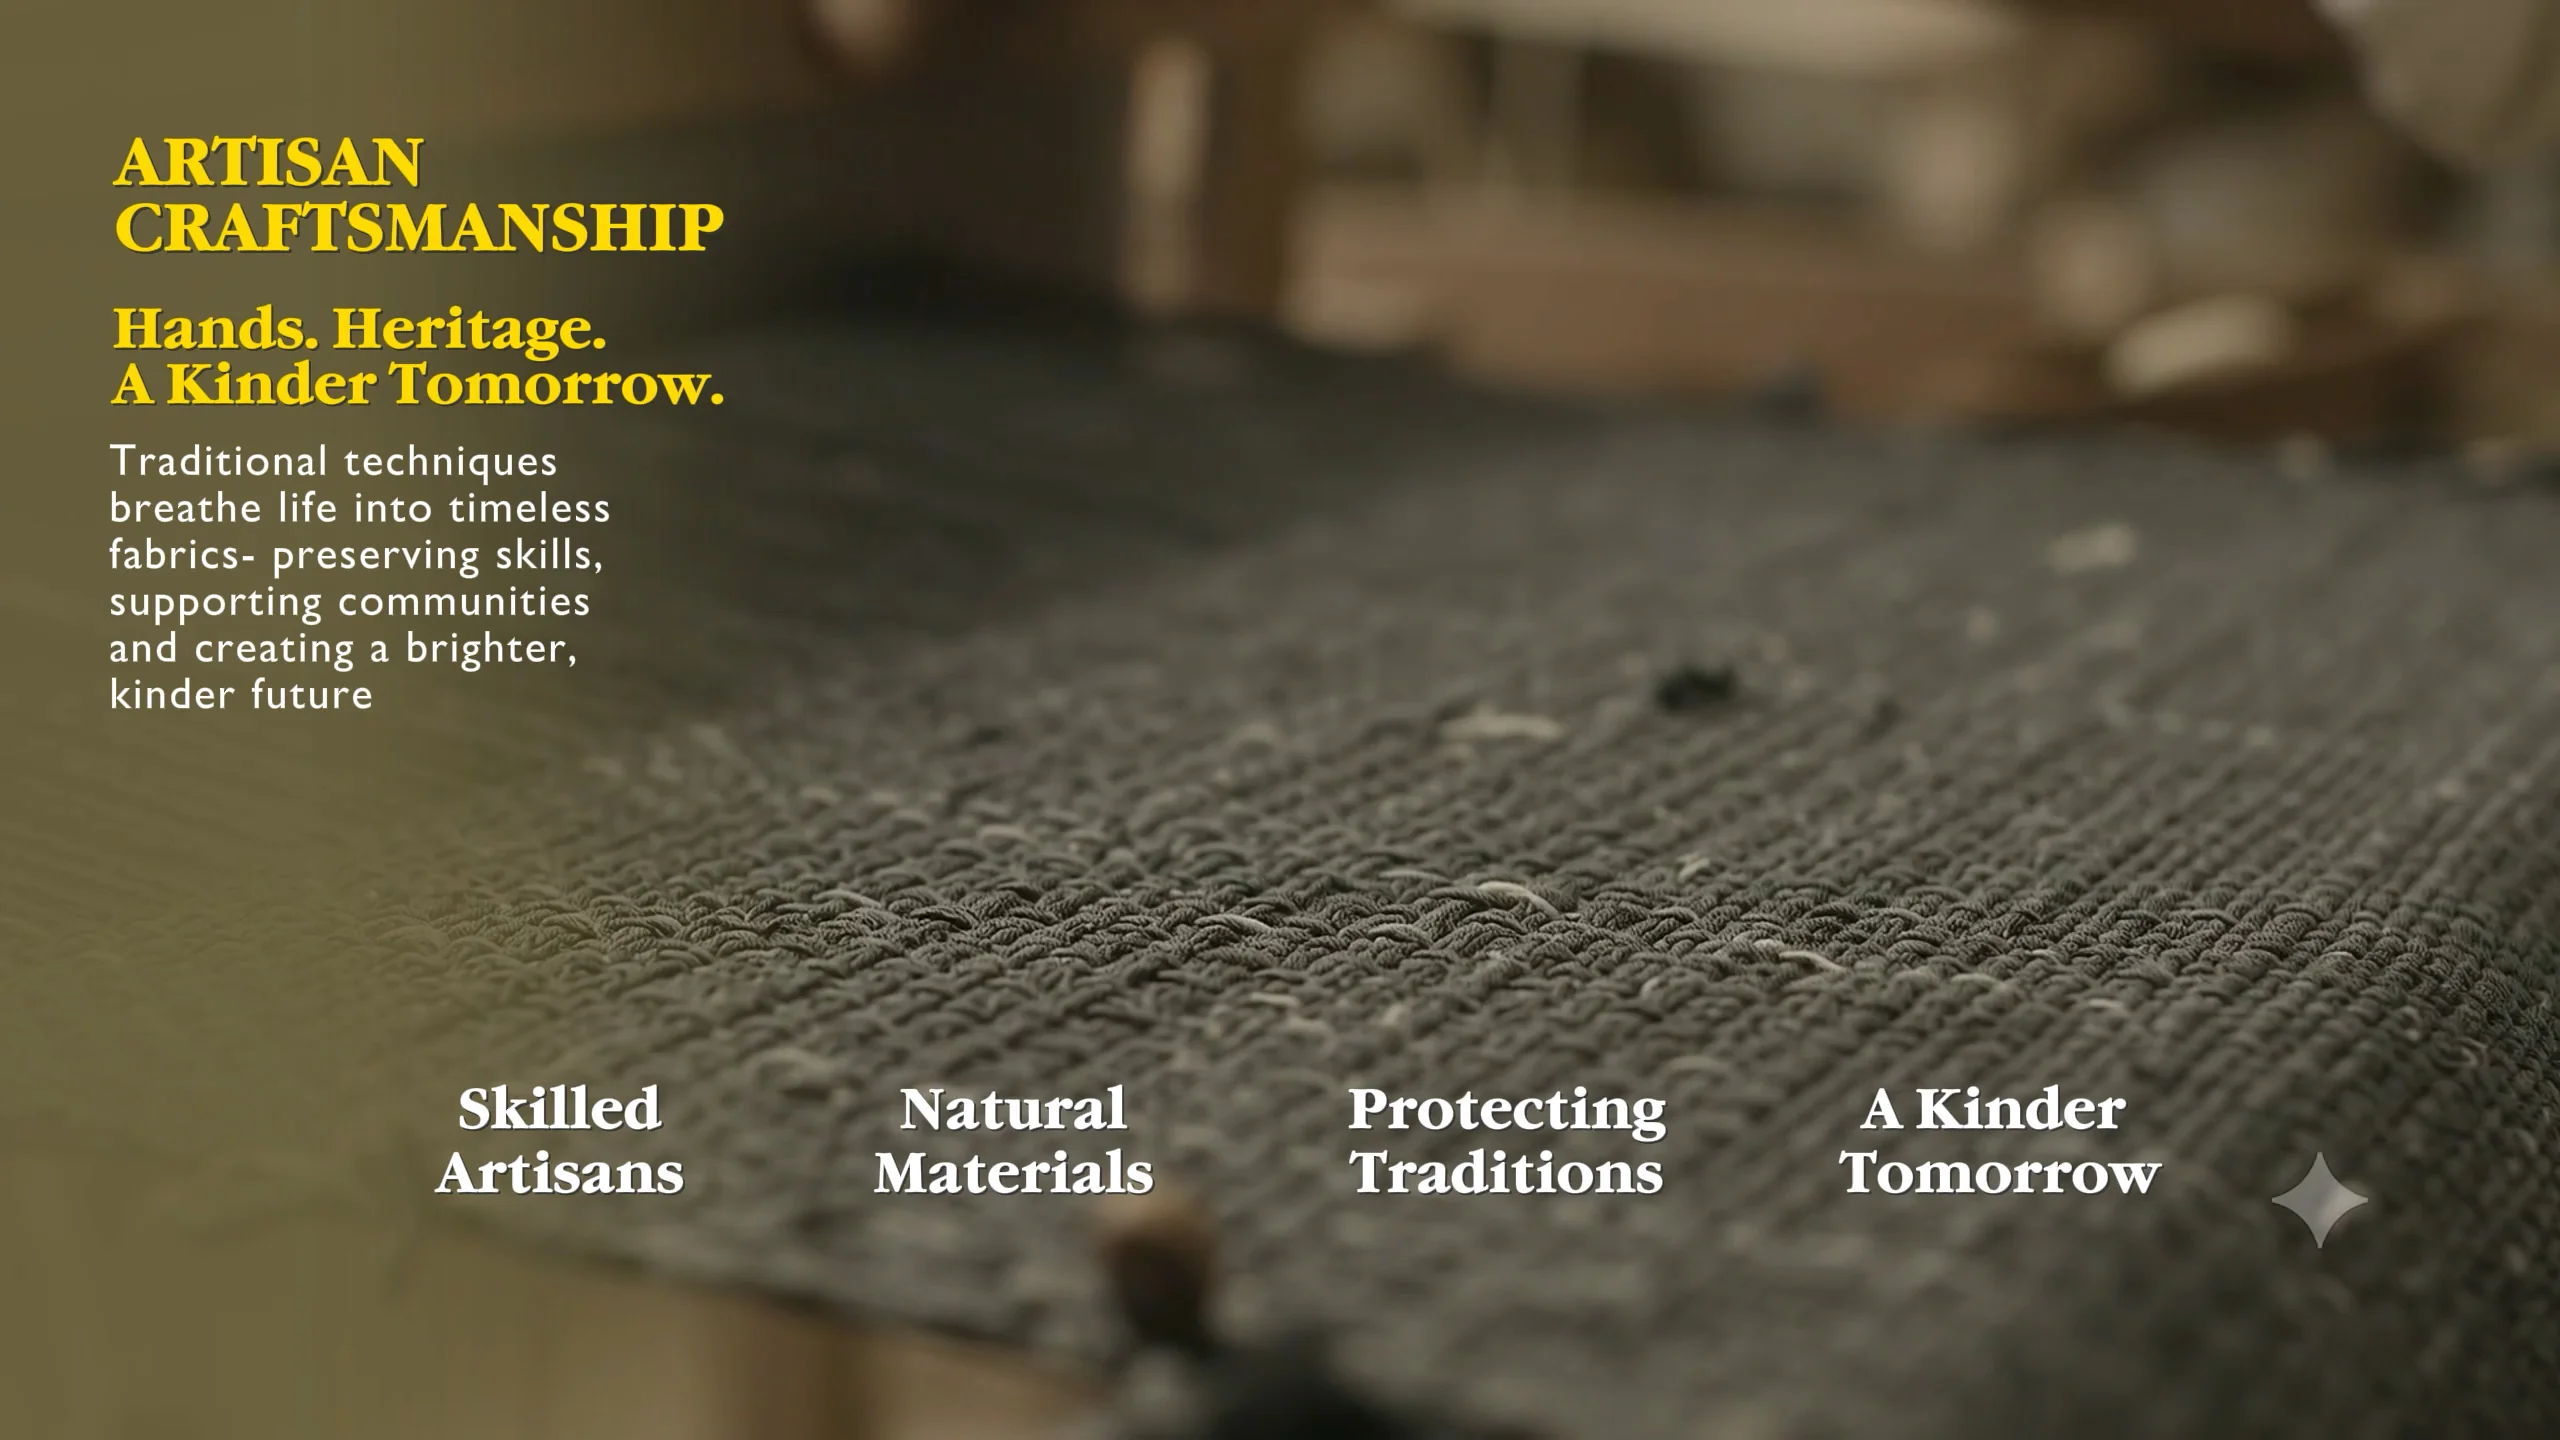 ARTISAN
CRAFTSMANSHIP
Hands. Heritage.
A Kinder Tomorrow.
Traditional techniques
breathe life into timeless
fabrics- preserving skills,
supporting communities
and creating a brighter,
kinder future
Skilled
Artisans
Natural
Materials
Protecting
Traditions
A Kinder
Tomorrow